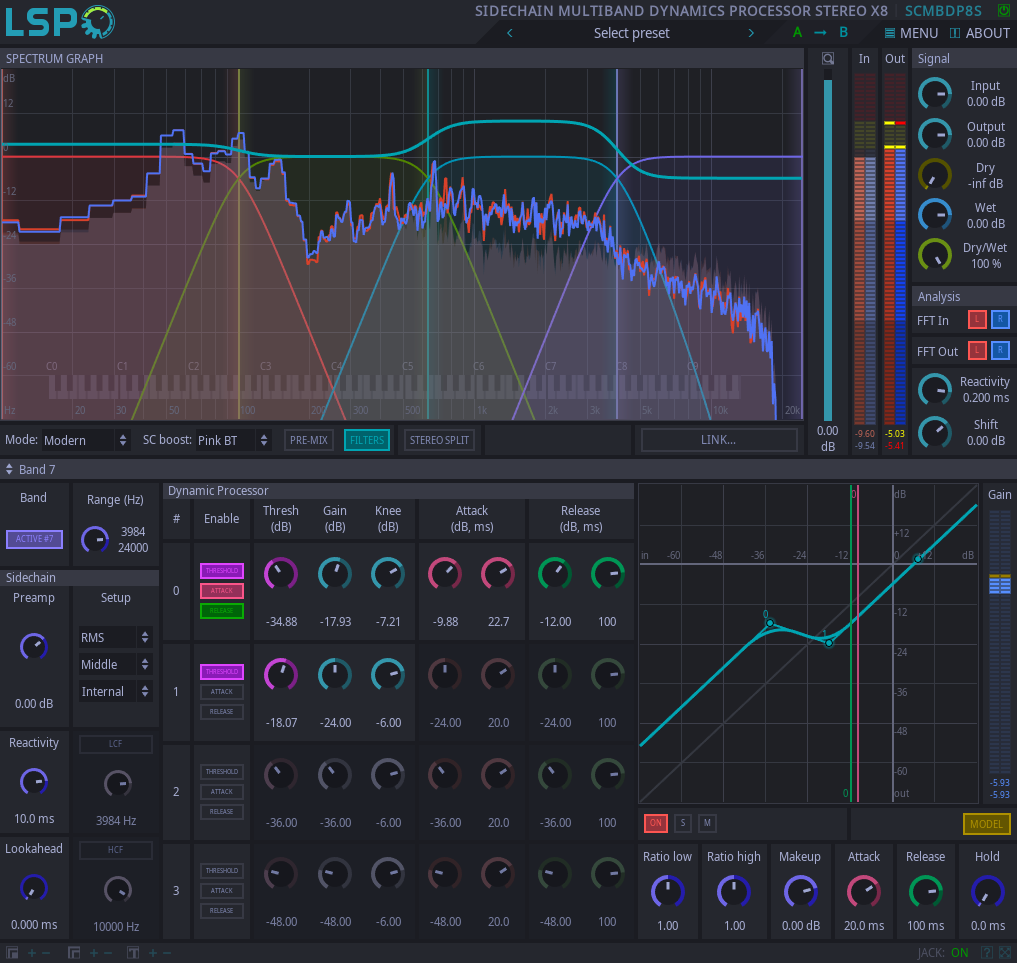 LSP
SIDECHAIN MULTIBAND DYNAMICS PROCESSOR STEREO X8 SCMBDP8S
Select preset A → B MENU ABOUT
SPECTRUM GRAPH
dB
12
0
-12
-24
-36
-48
-60
C0 C1 C2 C3 C4 C5 C6 C7 C8 C9
Hz 20 30 50 100 200 300 500 1k 2k 3k 5k 10k 20k
0.00
dB
In Out
-9.60 -5.03
-9.54 -5.41
Signal
Input
0.00 dB
Output
0.00 dB
Dry
-inf dB
Wet
0.00 dB
Dry/Wet
100 %
Analysis
FFT In L R
FFT Out L R
Reactivity
0.200 ms
Shift
0.00 dB
Mode: Modern SC boost: Pink BT PRE-MIX FILTERS STEREO SPLIT LINK...
Band 7
Band
ACTIVE #7
Range (Hz)
3984
24000
Sidechain
Preamp
0.00 dB
Setup
RMS
Middle
Internal
Reactivity
10.0 ms
LCF
3984 Hz
Lookahead
0.000 ms
HCF
10000 Hz
Dynamic Processor
# Enable Thresh (dB) Gain (dB) Knee (dB) Attack (dB, ms) Release (dB, ms)
0 THRESHOLD ATTACK RELEASE
-34.88 -17.93 -7.21 -9.88 22.7 -12.00 100
1 THRESHOLD ATTACK RELEASE
-18.07 -24.00 -6.00 -24.00 20.0 -24.00 100
2 THRESHOLD ATTACK RELEASE
-36.00 -36.00 -6.00 -36.00 20.0 -36.00 100
3 THRESHOLD ATTACK RELEASE
-48.00 -48.00 -6.00 -48.00 20.0 -48.00 100
0 dB
+12
in -60 -48 -36 -24 -12 0 +12 dB
-12
0
1
-24
-36
-48
-60
0 out
Gain
-5.93
-5.93
ON S M MODEL
Ratio low Ratio high Makeup Attack Release Hold
1.00 1.00 0.00 dB 20.0 ms 100 ms 0.0 ms
JACK: ON